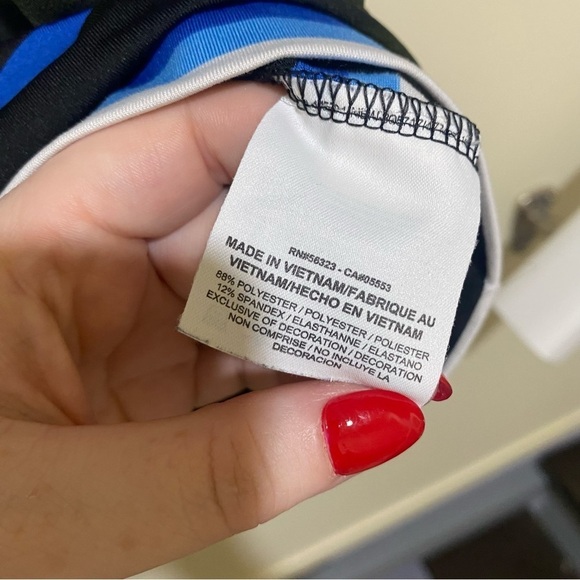 RN#56323 - CA#05553
MADE IN VIETNAM/FABRIQUE AU
VIETNAM/HECHO EN VIETNAM
88% POLYESTER / POLYESTER / POLIESTER
12% SPANDEX / ELASTHANNE / ELASTANO
EXCLUSIVE OF DECORATION / DECORATION
NON COMPRISE / NO INCLUYE LA
DECORACION